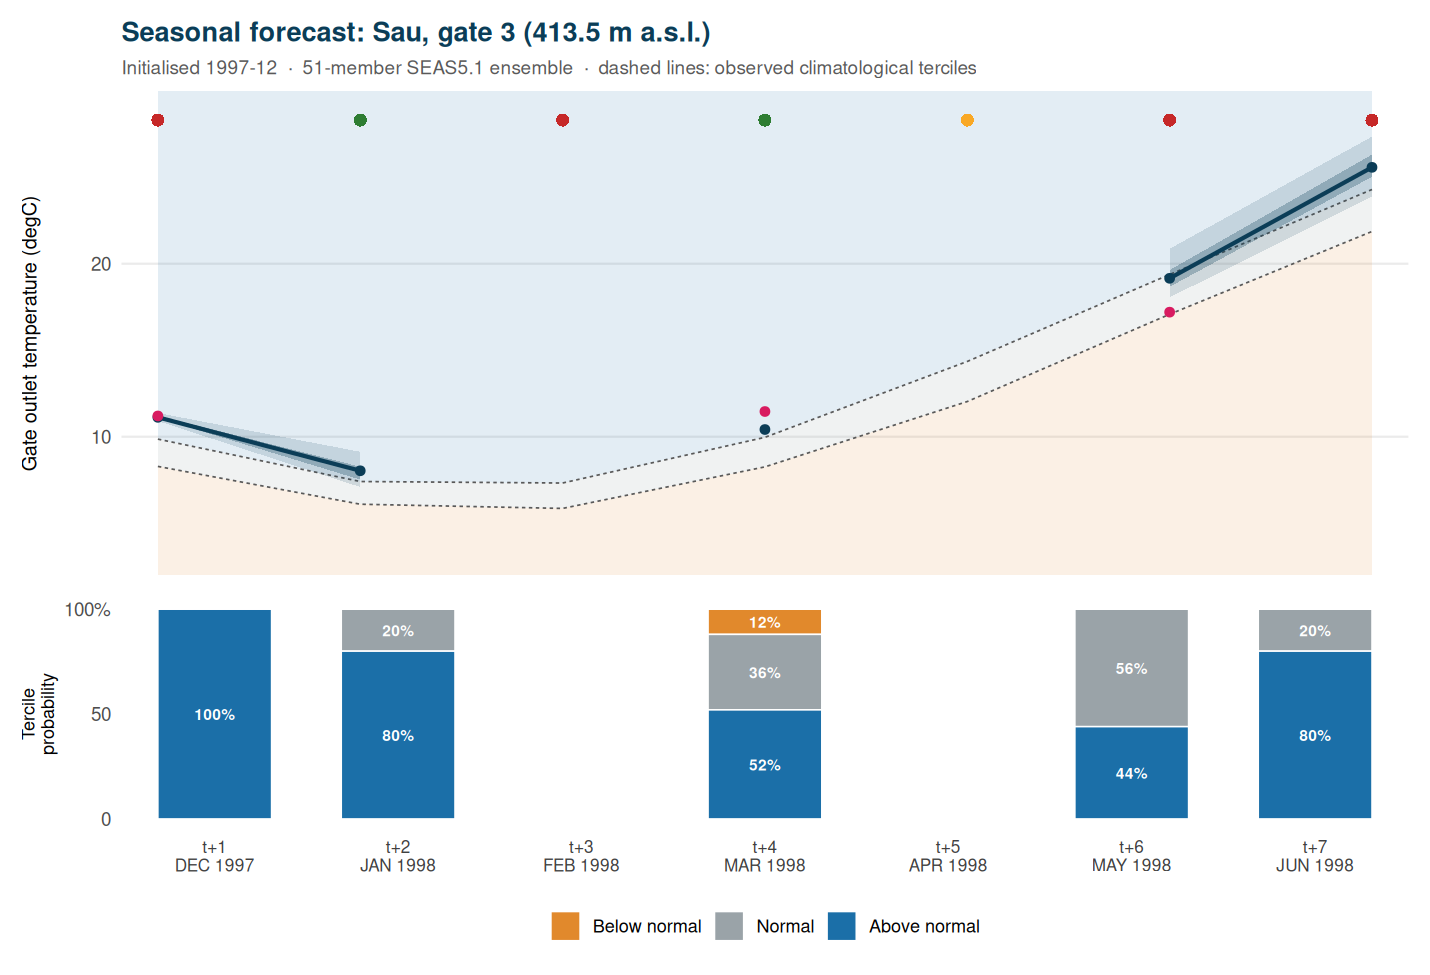 Seasonal forecast: Sau, gate 3 (413.5 m a.s.l.)
Initialised 1997-12 · 51-member SEAS5.1 ensemble · dashed lines: observed climatological terciles
Gate outlet temperature (degC)
20
10
Tercile
probability
100%
50
0
100%
20%
80%
12%
36%
52%
56%
44%
20%
80%
t+1
DEC 1997
t+2
JAN 1998
t+3
FEB 1998
t+4
MAR 1998
t+5
APR 1998
t+6
MAY 1998
t+7
JUN 1998
Below normal
Normal
Above normal